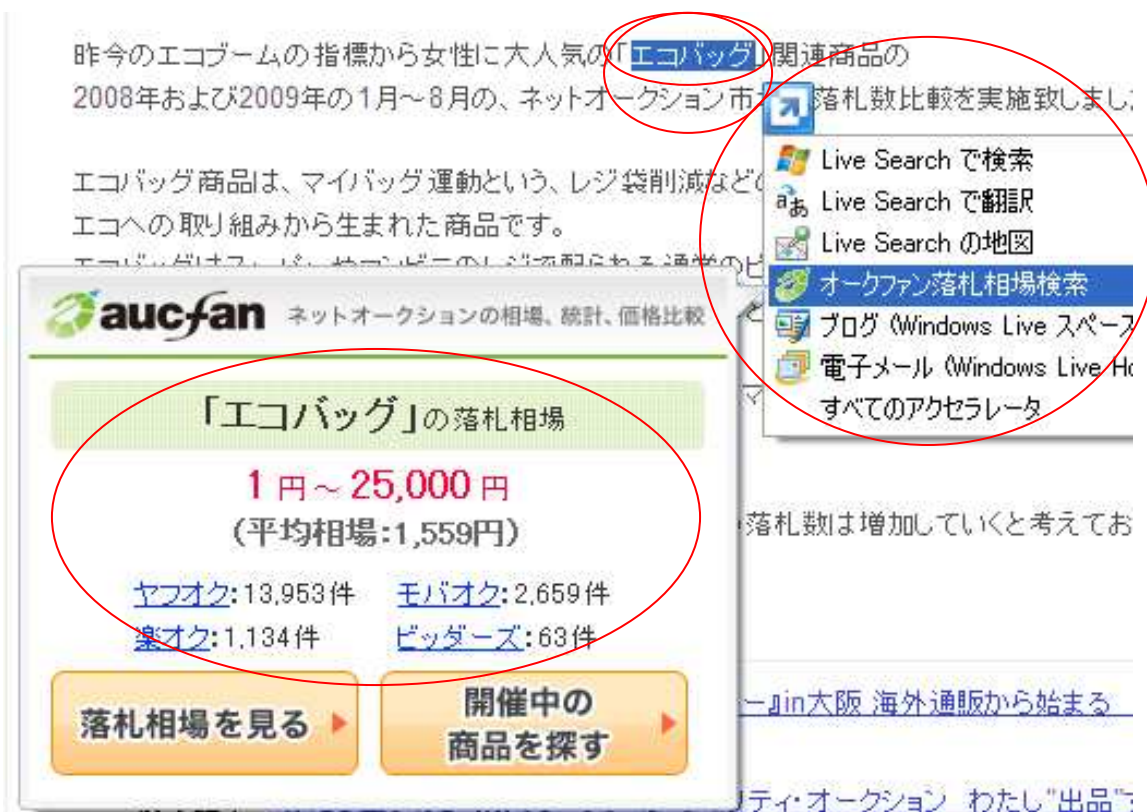 昨今のエコブームの指標から女性に大人気の「エコバッグ」関連商品の
2008年および2009年の1月～8月の、ネットオークション市 落札数比較を実施致しまし
エコバッグ商品は、マイバッグ運動という、レジ袋削減などの
エコへの取り組みから生まれた商品です。
Live Search で検索
Live Search で翻訳
Live Search の地図
オークファン落札相場検索
ブログ (Windows Live スペース
電子メール (Windows Live Ho
すべてのアクセラレータ
aucfan ネットオークションの相場、統計、価格比較
「エコバッグ」の落札相場
1 円～25,000 円
(平均相場:1,559円)
ヤフオク:13,953件 モバオク:2,659件
楽オク:1,134件 ビッダーズ:63件
落札相場を見る
開催中の
商品を探す
落札数は増加していくと考えてお
ー』in大阪 海外通販から始まる
リティ・オークション わたし"出品"